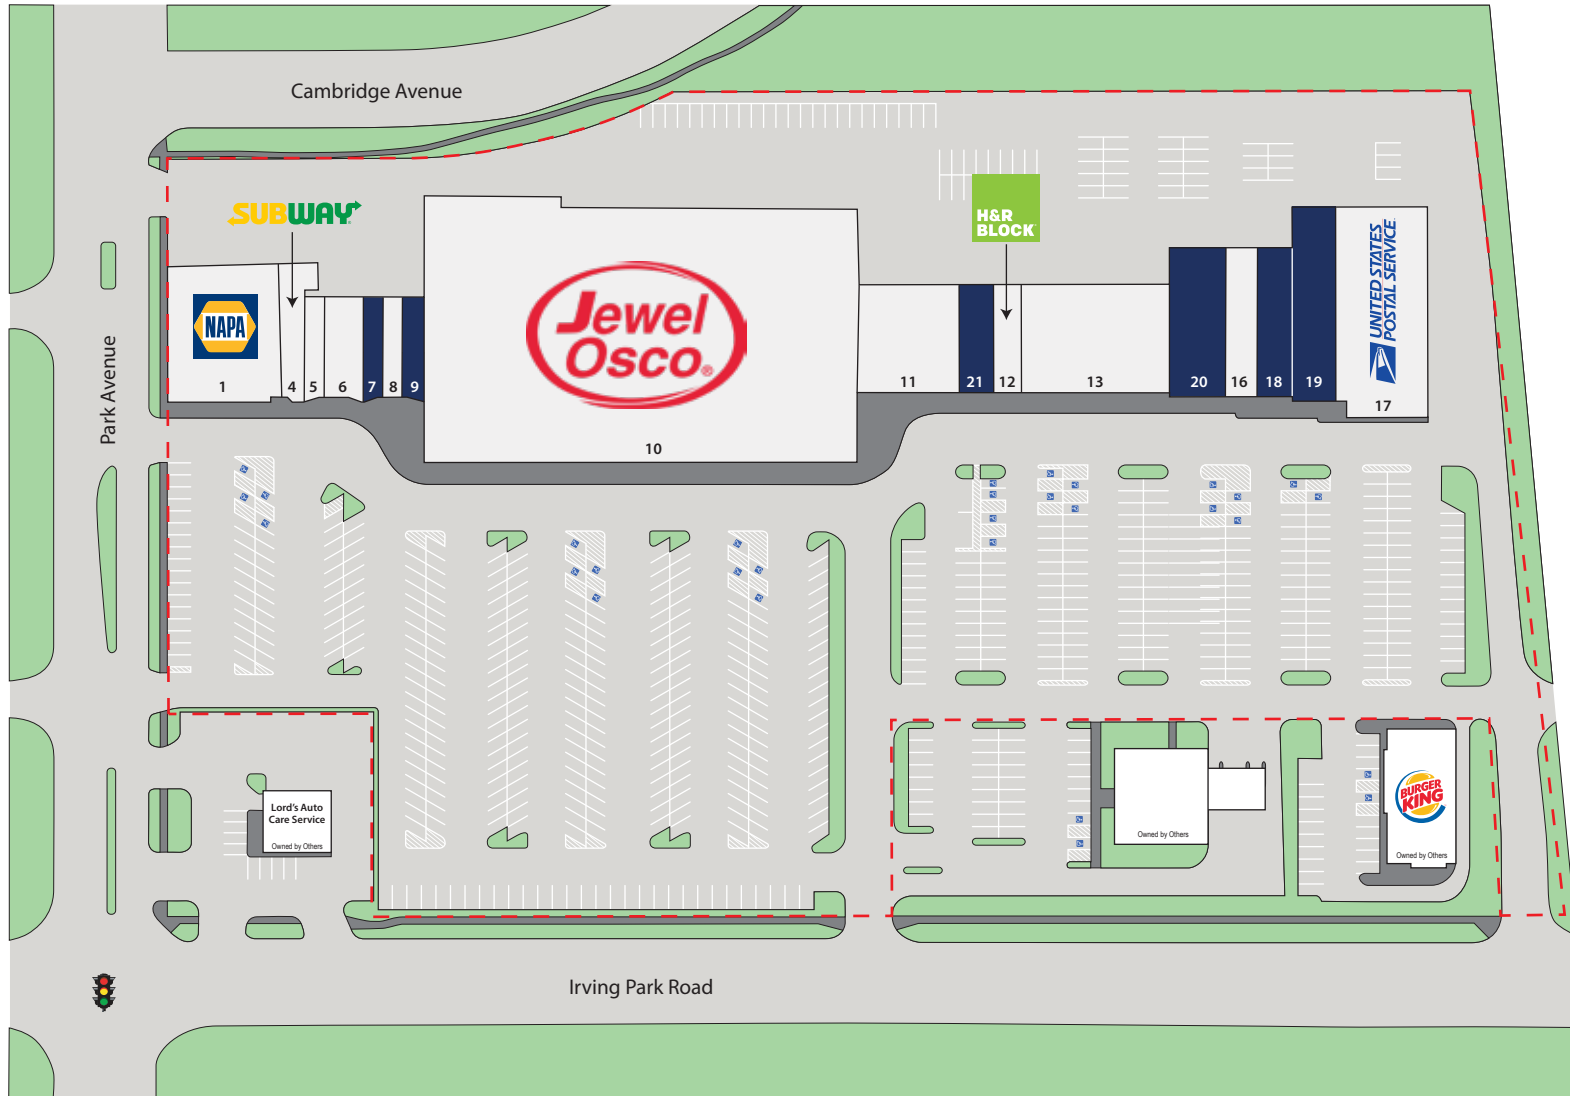 Cambridge Avenue
SUBWAY
H&R
BLOCK
UNITED STATES
POSTAL SERVICE
NAPA
Jewel
Osco
Park Avenue
1
4
5
6
7
8
9
10
11
21
12
13
20
16
18
19
17
Lord's Auto
Care Service
Owned by Others
Owned by Others
BURGER
KING
Owned by Others
Irving Park Road